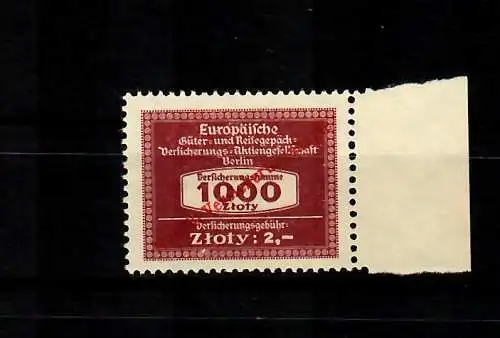 Europäische
Güter- und Reisegepäck-
Versicherungs-Aktiengesellschaft
Berlin
Versicherungssumme
1000
Złoty
Versicherungsgebühr:
Złoty: 2,-